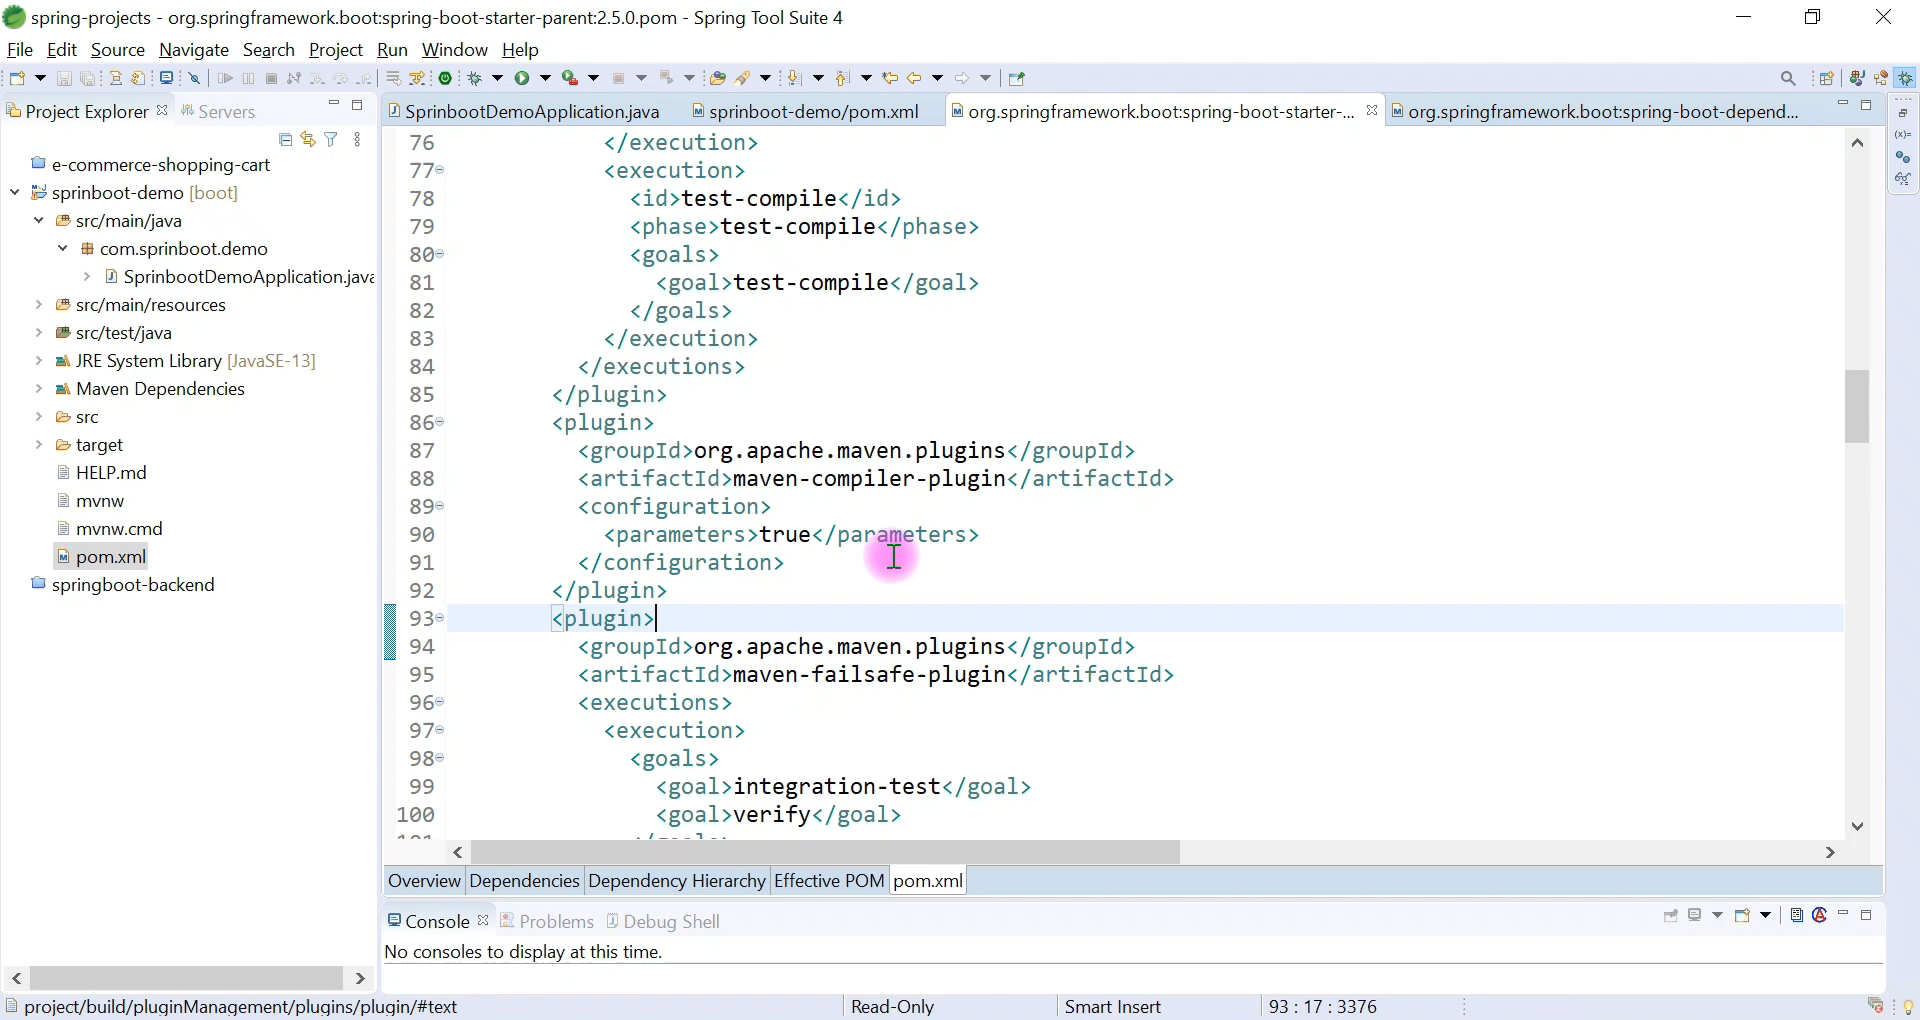 spring-projects - org.springframework.boot:spring-boot-starter-parent:2.5.0.pom - Spring Tool Suite 4
File Edit Source Navigate Search Project Run Window Help
Project Explorer Servers
SprinbootDemoApplication.java sprinboot-demo/pom.xml org.springframework.boot:spring-boot-starter-... org.springframework.boot:spring-boot-depend...
e-commerce-shopping-cart
sprinboot-demo [boot]
src/main/java
com.sprinboot.demo
SprinbootDemoApplication.java
src/main/resources
src/test/java
JRE System Library [JavaSE-13]
Maven Dependencies
src
target
HELP.md
mvnw
mvnw.cmd
pom.xml
springboot-backend
76 </execution>
77 <execution>
78 <id>test-compile</id>
79 <phase>test-compile</phase>
80 <goals>
81 <goal>test-compile</goal>
82 </goals>
83 </execution>
84 </executions>
85 </plugin>
86 <plugin>
87 <groupId>org.apache.maven.plugins</groupId>
88 <artifactId>maven-compiler-plugin</artifactId>
89 <configuration>
90 <parameters>true</parameters>
91 </configuration>
92 </plugin>
93 <plugin>
94 <groupId>org.apache.maven.plugins</groupId>
95 <artifactId>maven-failsafe-plugin</artifactId>
96 <executions>
97 <execution>
98 <goals>
99 <goal>integration-test</goal>
100 <goal>verify</goal>
Overview Dependencies Dependency Hierarchy Effective POM pom.xml
Console Problems Debug Shell
No consoles to display at this time.
project/build/pluginManagement/plugins/plugin/#text Read-Only Smart Insert 93 : 17 : 3376